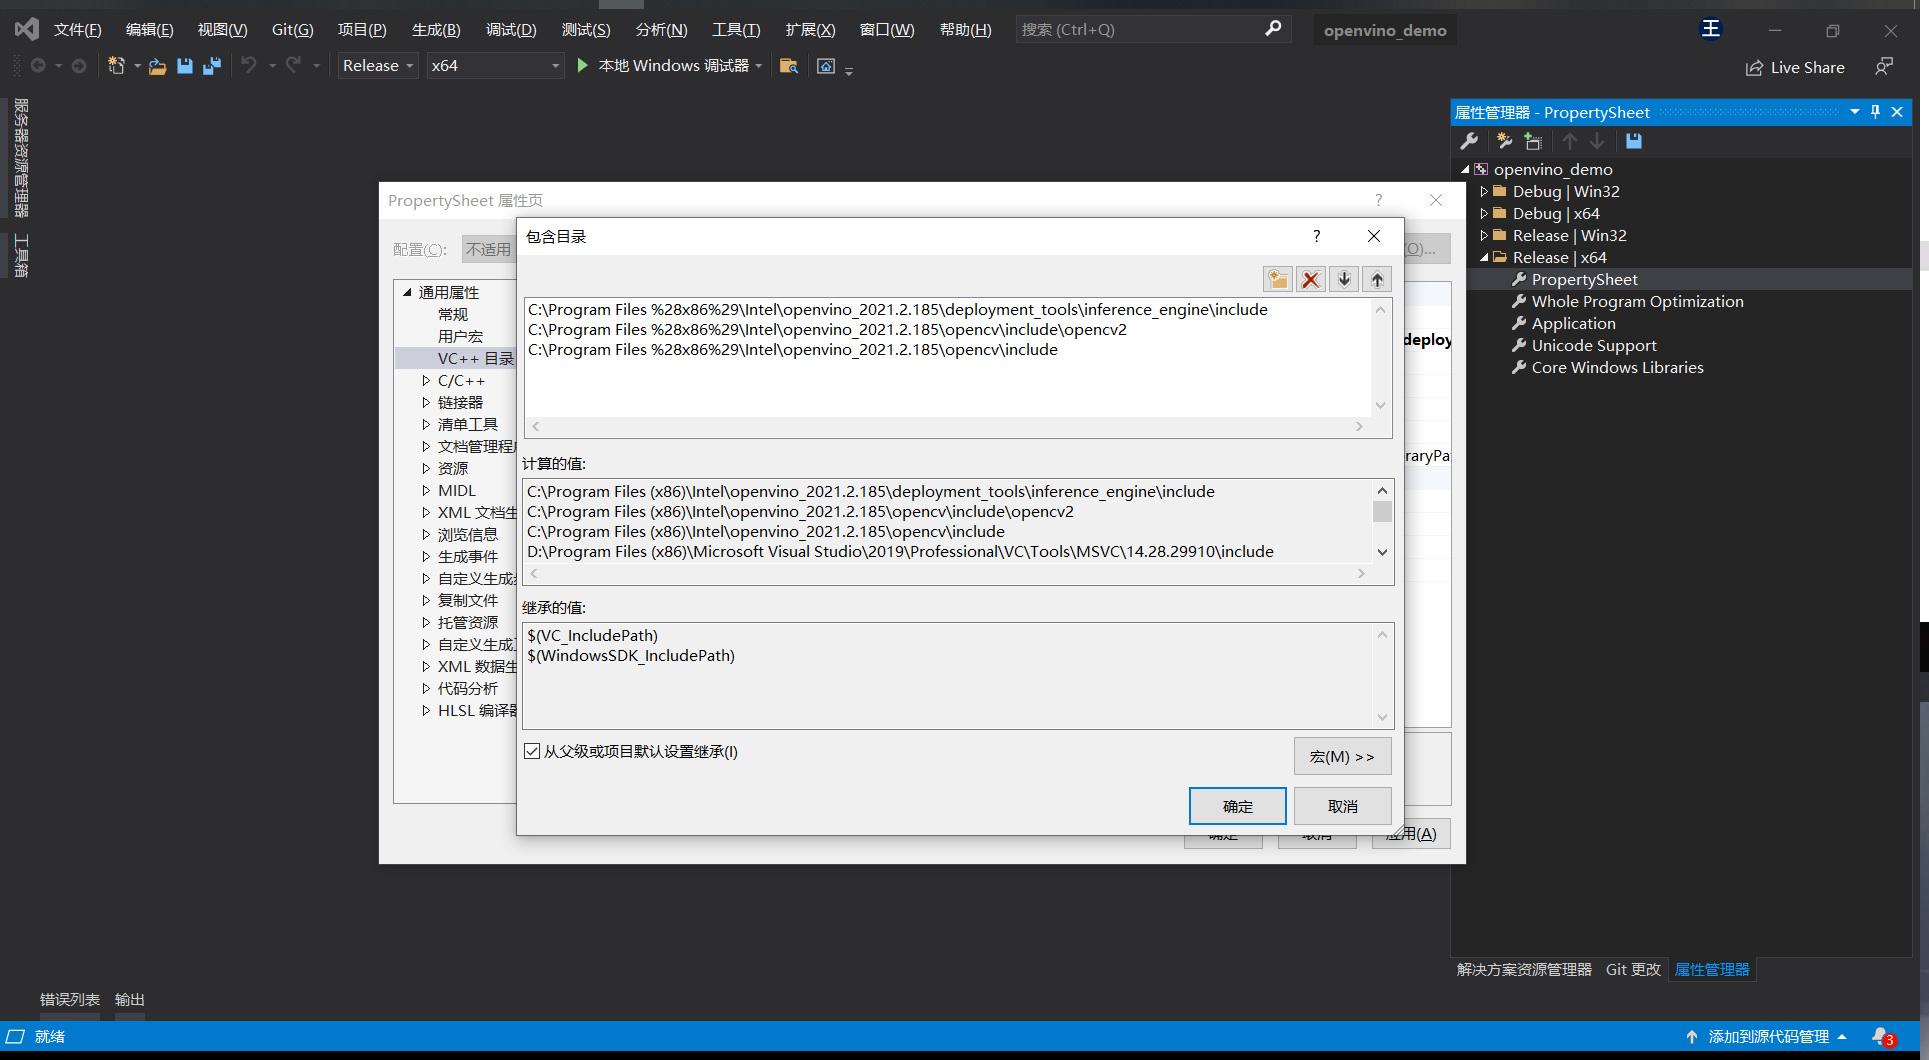 文件(F) 编辑(E) 视图(V) Git(G) 项目(P) 生成(B) 调试(D) 测试(S) 分析(N) 工具(T) 扩展(X) 窗口(W) 帮助(H) 搜索 (Ctrl+Q) openvino_demo 王
Release x64 本地 Windows 调试器 Live Share
服务器资源管理器
工具箱
属性管理器 - PropertySheet
openvino_demo
Debug | Win32
Debug | x64
Release | Win32
Release | x64
PropertySheet
Whole Program Optimization
Application
Unicode Support
Core Windows Libraries
PropertySheet 属性页 ?
配置(C): 不适用 (O)...
通用属性
常规
用户宏
VC++ 目录
C/C++
链接器
清单工具
文档管理程
资源
MIDL
XML 文档生
浏览信息
生成事件
自定义生成
复制文件
托管资源
自定义生成
XML 数据生
代码分析
HLSL 编译器
deploy
raryPa
包含目录 ?
C:\Program Files %28x86%29\Intel\openvino_2021.2.185\deployment_tools\inference_engine\include
C:\Program Files %28x86%29\Intel\openvino_2021.2.185\opencv\include\opencv2
C:\Program Files %28x86%29\Intel\openvino_2021.2.185\opencv\include
计算的值:
C:\Program Files (x86)\Intel\openvino_2021.2.185\deployment_tools\inference_engine\include
C:\Program Files (x86)\Intel\openvino_2021.2.185\opencv\include\opencv2
C:\Program Files (x86)\Intel\openvino_2021.2.185\opencv\include
D:\Program Files (x86)\Microsoft Visual Studio\2019\Professional\VC\Tools\MSVC\14.28.29910\include
继承的值:
$(VC_IncludePath)
$(WindowsSDK_IncludePath)
从父级或项目默认设置继承(I)
宏(M) >>
确定 取消
确定 取消 应用(A)
解决方案资源管理器 Git 更改 属性管理器
错误列表 输出
就绪 添加到源代码管理 3